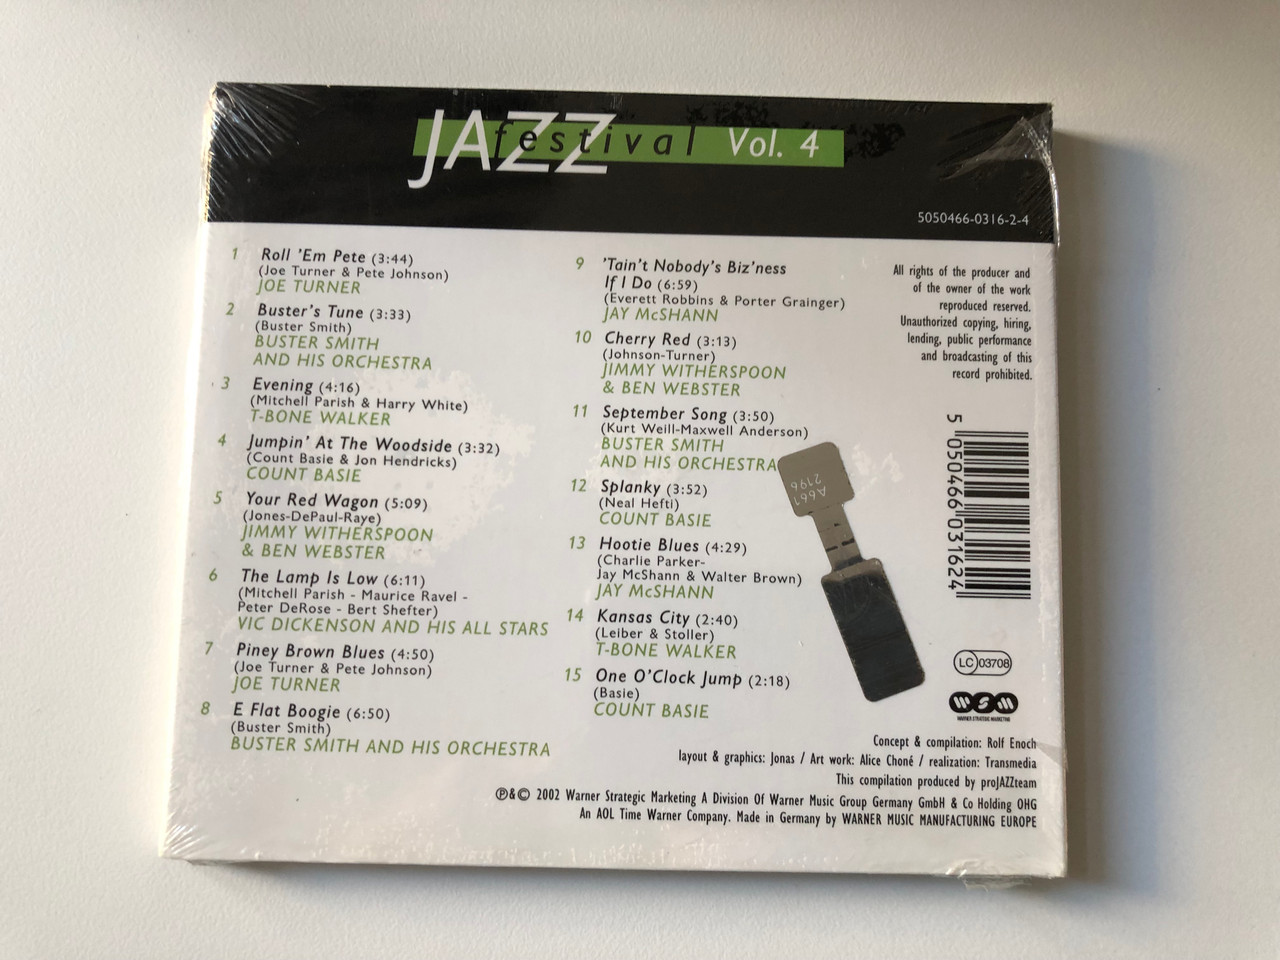 JAZZ festival Vol. 4
5050466-0316-2-4
1 Roll 'Em Pete (3:44)
(Joe Turner & Pete Johnson)
JOE TURNER
2 Buster's Tune (3:33)
(Buster Smith)
BUSTER SMITH
AND HIS ORCHESTRA
3 Evening (4:16)
(Mitchell Parish & Harry White)
T-BONE WALKER
4 Jumpin' At The Woodside (3:32)
(Count Basie & Jon Hendricks)
COUNT BASIE
5 Your Red Wagon (5:09)
(Jones-DePaul-Raye)
JIMMY WITHERSPOON
& BEN WEBSTER
6 The Lamp Is Low (6:11)
(Mitchell Parish - Maurice Ravel -
Peter DeRose - Bert Shefter)
VIC DICKENSON AND HIS ALL STARS
7 Piney Brown Blues (4:50)
(Joe Turner & Pete Johnson)
JOE TURNER
8 E Flat Boogie (6:50)
(Buster Smith)
BUSTER SMITH AND HIS ORCHESTRA
9 'Tain't Nobody's Biz'ness
If I Do (6:59)
(Everett Robbins & Porter Grainger)
JAY McSHANN
10 Cherry Red (3:13)
(Johnson-Turner)
JIMMY WITHERSPOON
& BEN WEBSTER
11 September Song (3:50)
(Kurt Weill-Maxwell Anderson)
BUSTER SMITH
AND HIS ORCHESTRA
12 Splanky (3:52)
(Neal Hefti)
COUNT BASIE
13 Hootie Blues (4:29)
(Charlie Parker-
Jay McShann & Walter Brown)
JAY McSHANN
14 Kansas City (2:40)
(Leiber & Stoller)
T-BONE WALKER
15 One O'Clock Jump (2:18)
(Basie)
COUNT BASIE
All rights of the producer and
of the owner of the work
reproduced reserved.
Unauthorized copying, hiring,
lending, public performance
and broadcasting of this
record prohibited.
5 050466 031624
A661
2196
LC 03708
WSM
WARNER STRATEGIC MARKETING
Concept & compilation: Rolf Enoch
layout & graphics: Jonas / Art work: Alice Choné / realization: Transmedia
This compilation produced by proJAZZteam
℗&© 2002 Warner Strategic Marketing A Division Of Warner Music Group Germany GmbH & Co Holding OHG
An AOL Time Warner Company. Made in Germany by WARNER MUSIC MANUFACTURING EUROPE